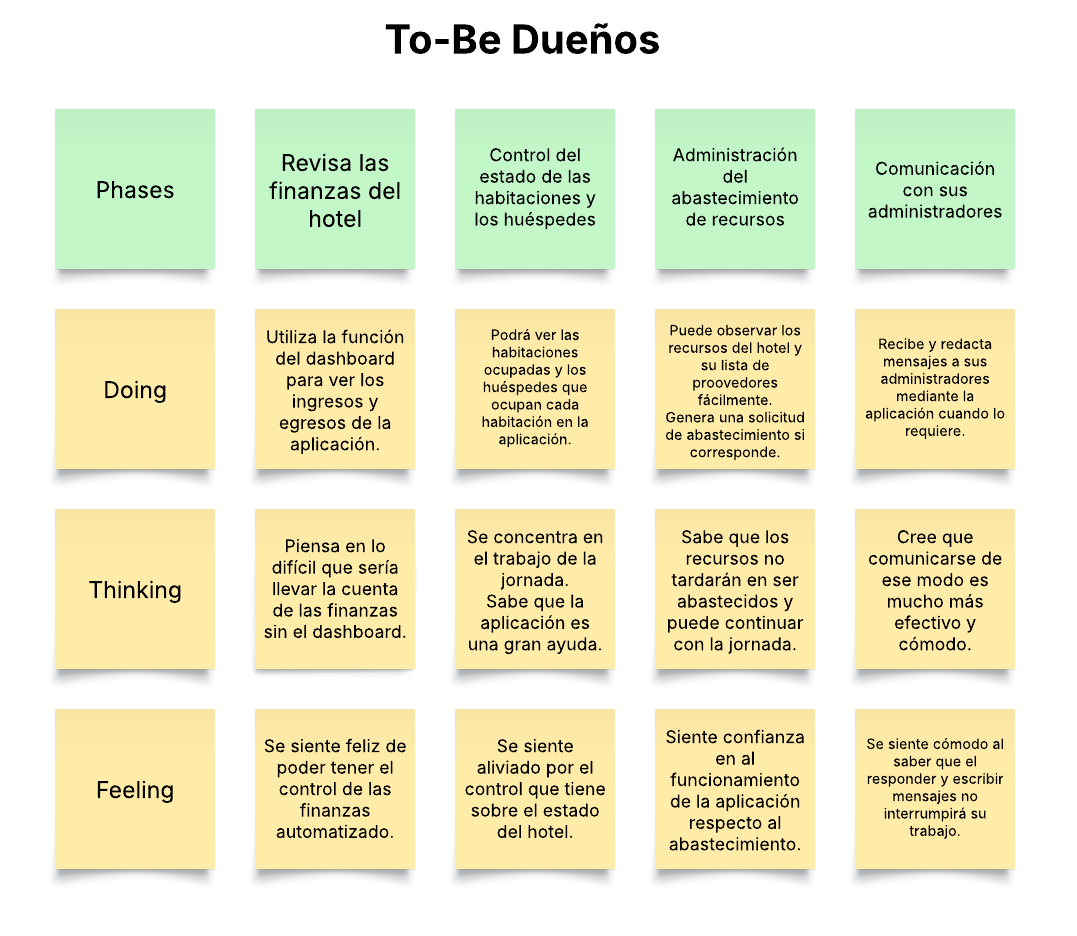 To-Be Dueños
Phases
Revisa las
finanzas del
hotel
Control del
estado de las
habitaciones y
los huéspedes
Administración
del
abastecimiento
de recursos
Comunicación
con sus
administradores
Doing
Utiliza la función
del dashboard
para ver los
ingresos y
egresos de la
aplicación.
Podrá ver las
habitaciones
ocupadas y los
huéspedes que
ocupan cada
habitación en la
aplicación.
Puede observar los
recursos del hotel y
su lista de
proovedores
fácilmente.
Genera una solicitud
de abastecimiento si
corresponde.
Recibe y redacta
mensajes a sus
administradores
mediante la
aplicación cuando lo
requiere.
Thinking
Piensa en lo
difícil que sería
llevar la cuenta
de las finanzas
sin el dashboard.
Se concentra en
el trabajo de la
jornada.
Sabe que la
aplicación es
una gran ayuda.
Sabe que los
recursos no
tardarán en ser
abastecidos y
puede continuar
con la jornada.
Cree que
comunicarse de
ese modo es
mucho más
efectivo y
cómodo.
Feeling
Se siente feliz de
poder tener el
control de las
finanzas
automatizado.
Se siente
aliviado por el
control que tiene
sobre el estado
del hotel.
Siente confianza
en al
funcionamiento
de la aplicación
respecto al
abastecimiento.
Se siente cómodo al
saber que el
responder y escribir
mensajes no
interrumpirá su
trabajo.